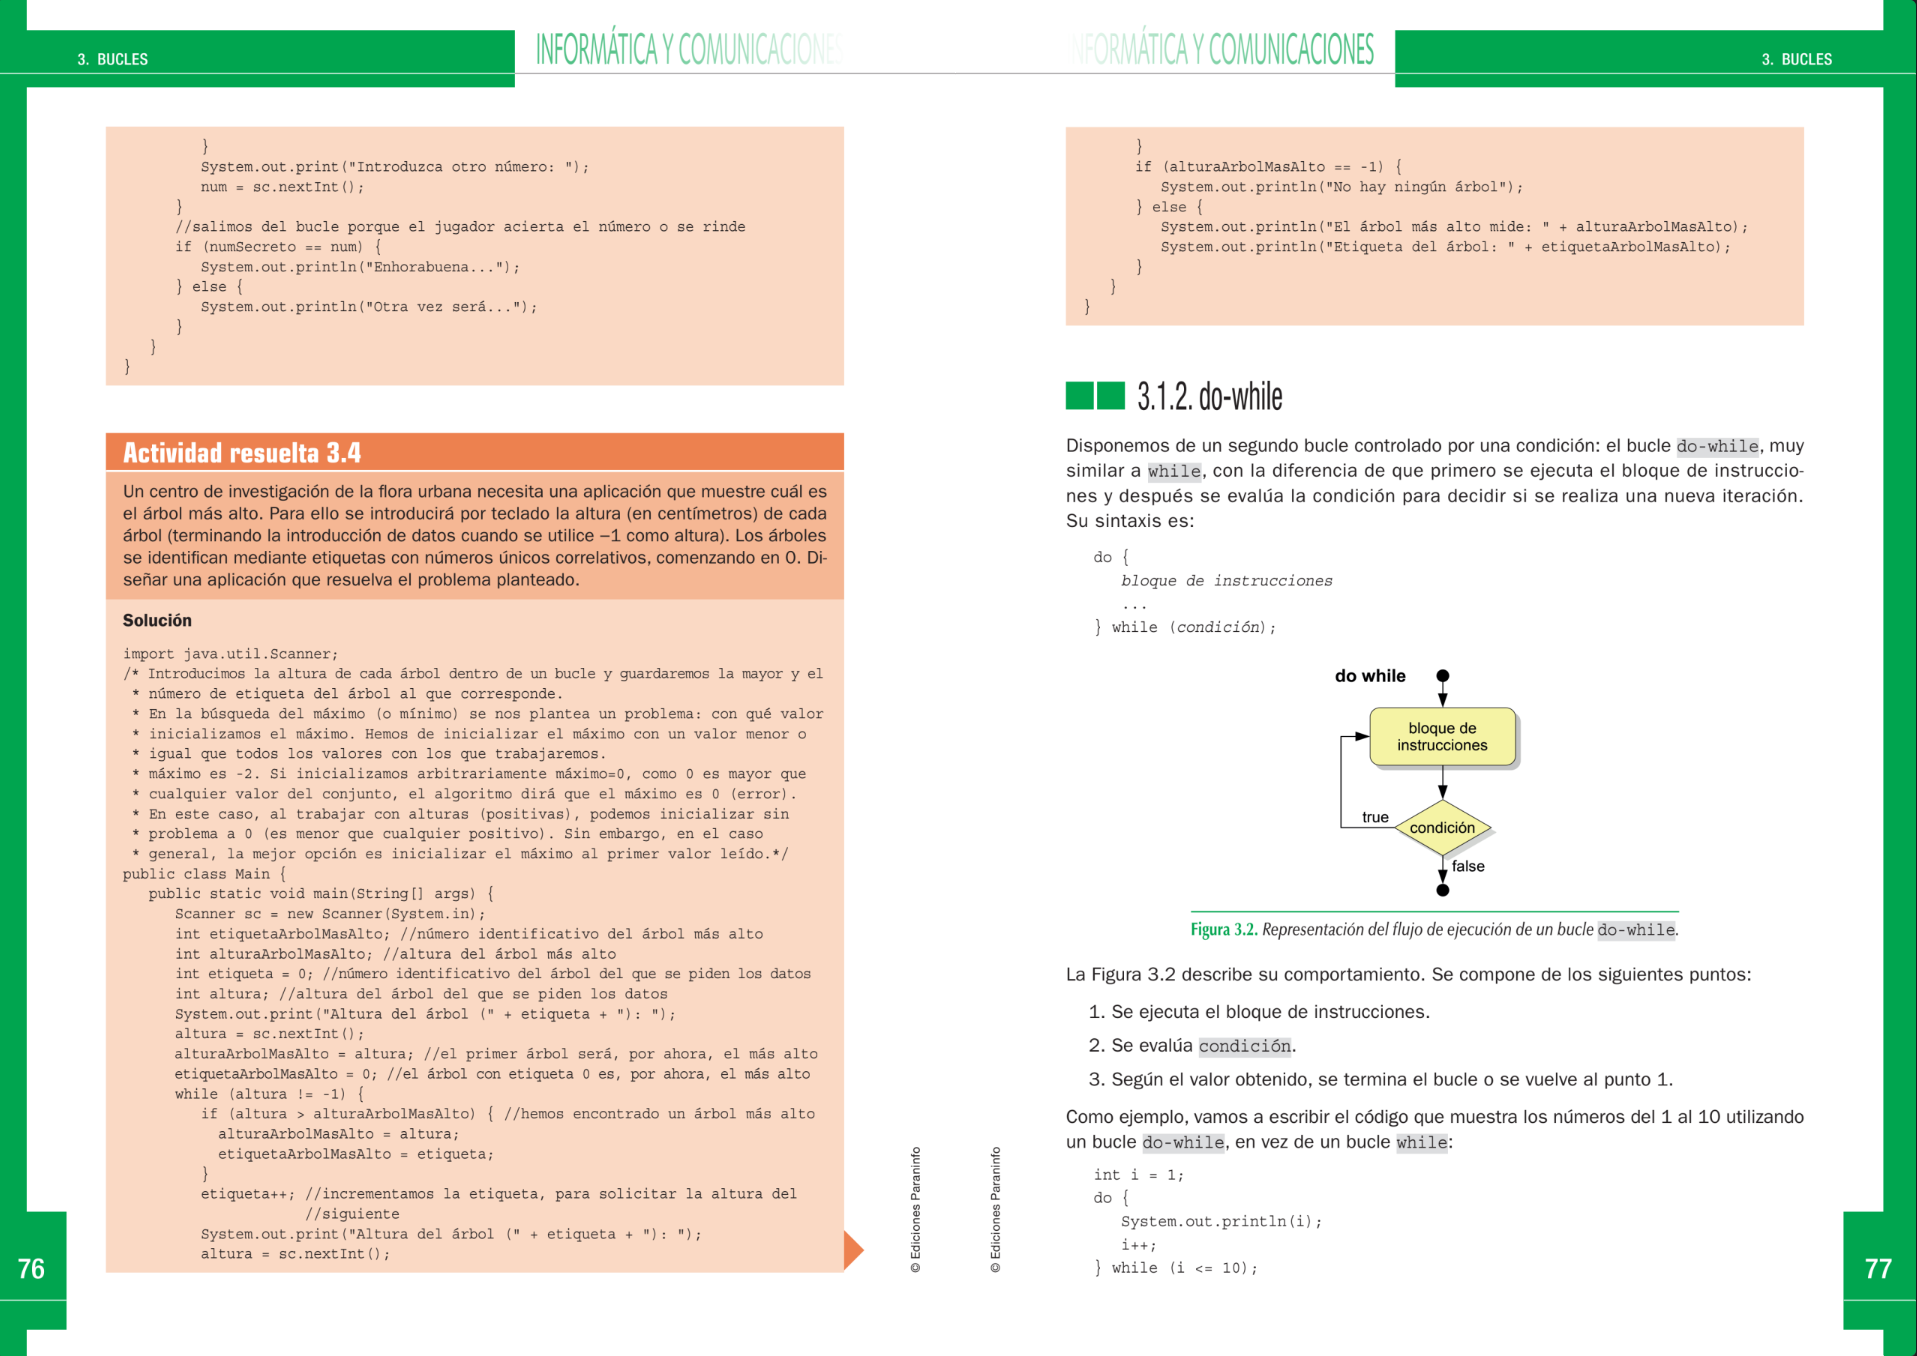 3. BUCLES
INFORMÁTICA Y COMUNICACIONES
}
System.out.print("Introduzca otro número: ");
num = sc.nextInt();
}
//salimos del bucle porque el jugador acierta el número o se rinde
if (numSecreto == num) {
System.out.println("Enhorabuena...");
} else {
System.out.println("Otra vez será...");
}
}
}
Actividad resuelta 3.4
Un centro de investigación de la flora urbana necesita una aplicación que muestre cuál es
el árbol más alto. Para ello se introducirá por teclado la altura (en centímetros) de cada
árbol (terminando la introducción de datos cuando se utilice −1 como altura). Los árboles
se identifican mediante etiquetas con números únicos correlativos, comenzando en 0. Di-
señar una aplicación que resuelva el problema planteado.
Solución
import java.util.Scanner;
/* Introducimos la altura de cada árbol dentro de un bucle y guardaremos la mayor y el
* número de etiqueta del árbol al que corresponde.
* En la búsqueda del máximo (o mínimo) se nos plantea un problema: con qué valor
* inicializamos el máximo. Hemos de inicializar el máximo con un valor menor o
* igual que todos los valores con los que trabajaremos.
* máximo es -2. Si inicializamos arbitrariamente máximo=0, como 0 es mayor que
* cualquier valor del conjunto, el algoritmo dirá que el máximo es 0 (error).
* En este caso, al trabajar con alturas (positivas), podemos inicializar sin
* problema a 0 (es menor que cualquier positivo). Sin embargo, en el caso
* general, la mejor opción es inicializar el máximo al primer valor leído.*/
public class Main {
public static void main(String[] args) {
Scanner sc = new Scanner(System.in);
int etiquetaArbolMasAlto; //número identificativo del árbol más alto
int alturaArbolMasAlto; //altura del árbol más alto
int etiqueta = 0; //número identificativo del árbol del que se piden los datos
int altura; //altura del árbol del que se piden los datos
System.out.print("Altura del árbol (" + etiqueta + "): ");
altura = sc.nextInt();
alturaArbolMasAlto = altura; //el primer árbol será, por ahora, el más alto
etiquetaArbolMasAlto = 0; //el árbol con etiqueta 0 es, por ahora, el más alto
while (altura != -1) {
if (altura > alturaArbolMasAlto) { //hemos encontrado un árbol más alto
alturaArbolMasAlto = altura;
etiquetaArbolMasAlto = etiqueta;
}
etiqueta++; //incrementamos la etiqueta, para solicitar la altura del
//siguiente
System.out.print("Altura del árbol (" + etiqueta + "): ");
altura = sc.nextInt();
© Ediciones Paraninfo
76
INFORMÁTICA Y COMUNICACIONES
3. BUCLES
}
if (alturaArbolMasAlto == -1) {
System.out.println("No hay ningún árbol");
} else {
System.out.println("El árbol más alto mide: " + alturaArbolMasAlto);
System.out.println("Etiqueta del árbol: " + etiquetaArbolMasAlto);
}
}
}
3.1.2. do-while
Disponemos de un segundo bucle controlado por una condición: el bucle do-while, muy
similar a while, con la diferencia de que primero se ejecuta el bloque de instruccio-
nes y después se evalúa la condición para decidir si se realiza una nueva iteración.
Su sintaxis es:
do {
bloque de instrucciones
...
} while (condición);
do while
bloque de
instrucciones
true
condición
false
Figura 3.2. Representación del flujo de ejecución de un bucle do-while.
La Figura 3.2 describe su comportamiento. Se compone de los siguientes puntos:
1. Se ejecuta el bloque de instrucciones.
2. Se evalúa condición.
3. Según el valor obtenido, se termina el bucle o se vuelve al punto 1.
Como ejemplo, vamos a escribir el código que muestra los números del 1 al 10 utilizando
un bucle do-while, en vez de un bucle while:
int i = 1;
do {
System.out.println(i);
i++;
} while (i <= 10);
© Ediciones Paraninfo
77